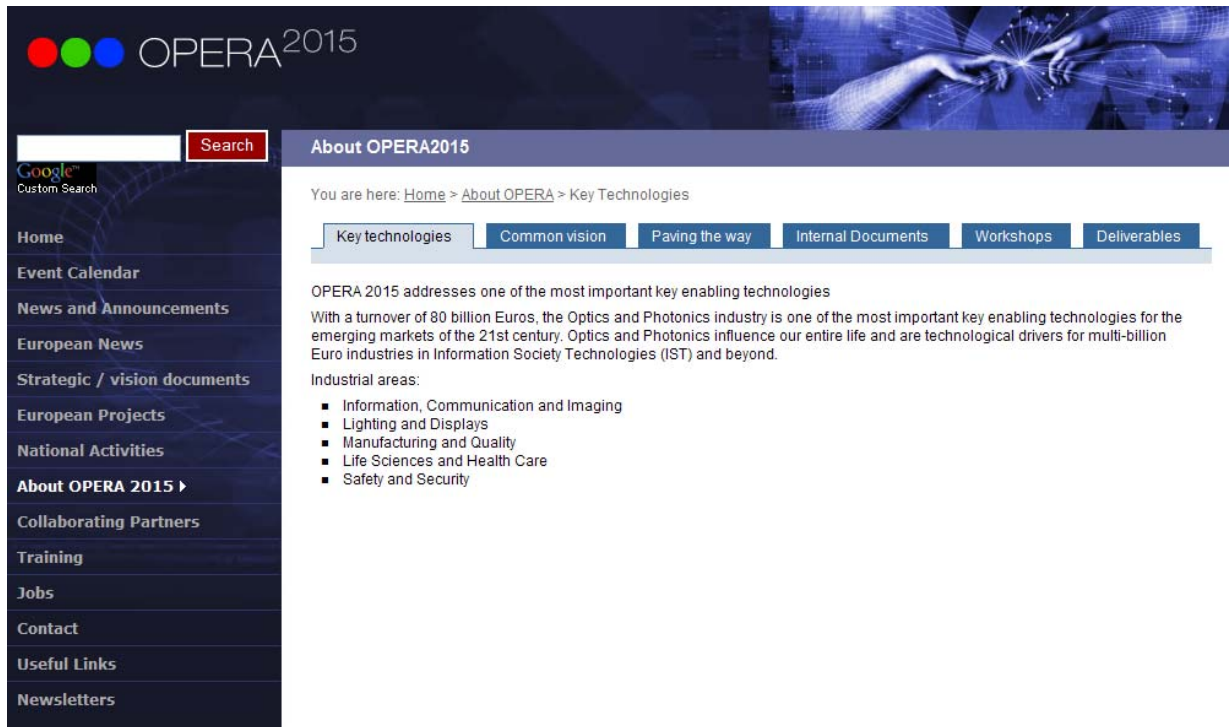 OPERA2015
Search
Google™
Custom Search
Home
Event Calendar
News and Announcements
European News
Strategic / vision documents
European Projects
National Activities
About OPERA 2015
Collaborating Partners
Training
Jobs
Contact
Useful Links
Newsletters
About OPERA2015
You are here: Home > About OPERA > Key Technologies
Key technologies Common vision Paving the way Internal Documents Workshops Deliverables
OPERA 2015 addresses one of the most important key enabling technologies
With a turnover of 80 billion Euros, the Optics and Photonics industry is one of the most important key enabling technologies for the
emerging markets of the 21st century. Optics and Photonics influence our entire life and are technological drivers for multi-billion
Euro industries in Information Society Technologies (IST) and beyond.
Industrial areas:
Information, Communication and Imaging
Lighting and Displays
Manufacturing and Quality
Life Sciences and Health Care
Safety and Security